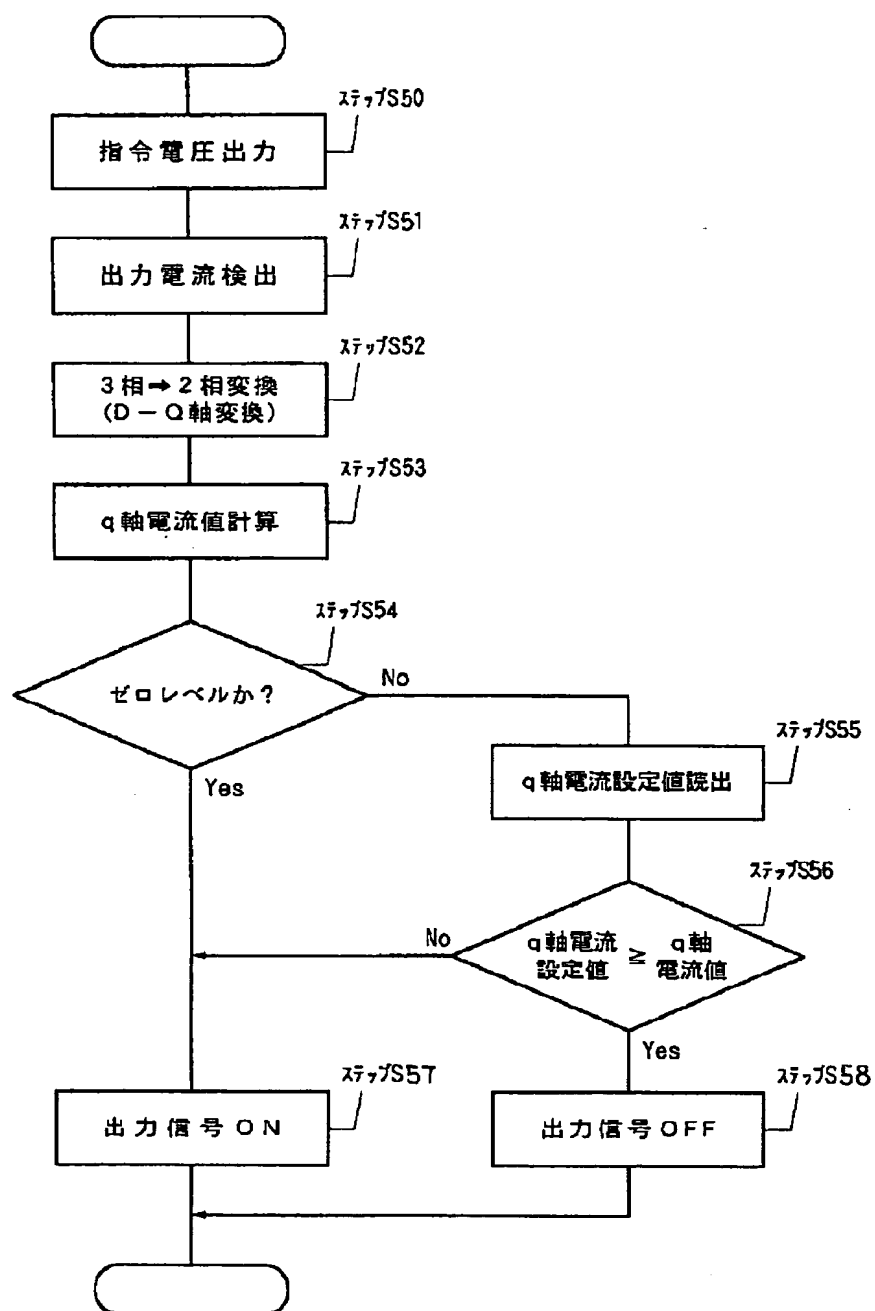 ステップS50
指令電圧出力
ステップS51
出力電流検出
ステップS52
3相→2相変換
(D－Q軸変換)
ステップS53
q軸電流値計算
ステップS54
ゼロレベルか?
No
Yes
ステップS55
q軸電流設定値読出
ステップS56
q軸電流 ≧ q軸
設定値 電流値
No
Yes
ステップS57
出力信号ON
ステップS58
出力信号OFF